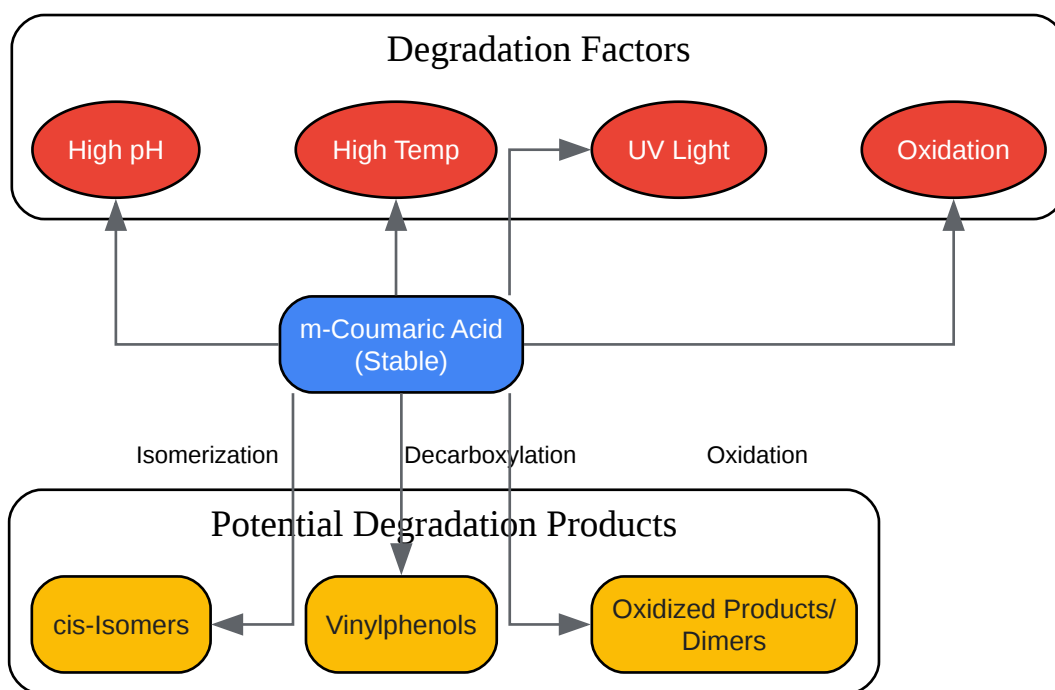 Degradation Factors
High pH
High Temp
UV Light
Oxidation
m-Coumaric Acid
(Stable)
Isomerization
Decarboxylation
Oxidation
Potential Degradation Products
cis-Isomers
Vinylphenols
Oxidized Products/
Dimers